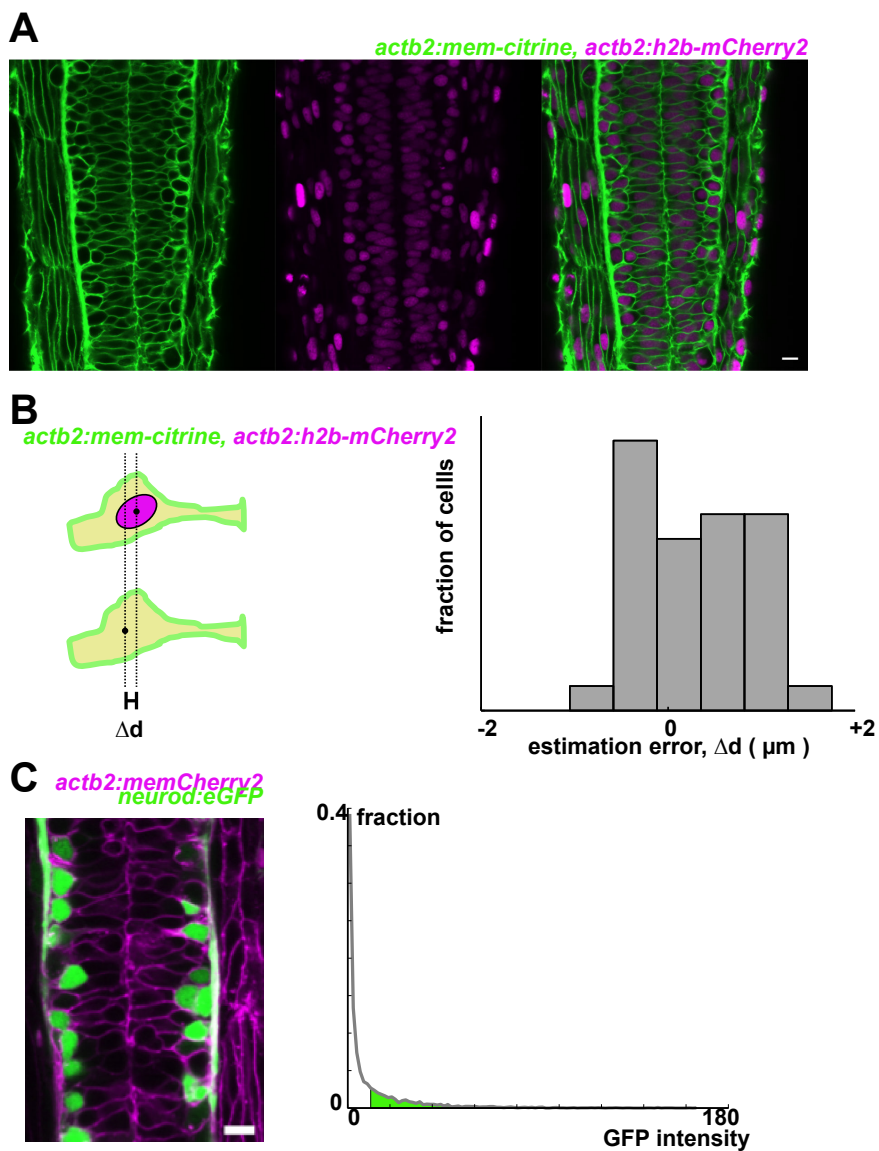 A
actb2:mem-citrine, actb2:h2b-mCherry2
B
actb2:mem-citrine, actb2:h2b-mCherry2
H
Δd
fraction of cellls
-2
0
+2
estimation error, Δd ( µm )
C
actb2:memCherry2
neurod:eGFP
0.4
fraction
0
0
180
GFP intensity